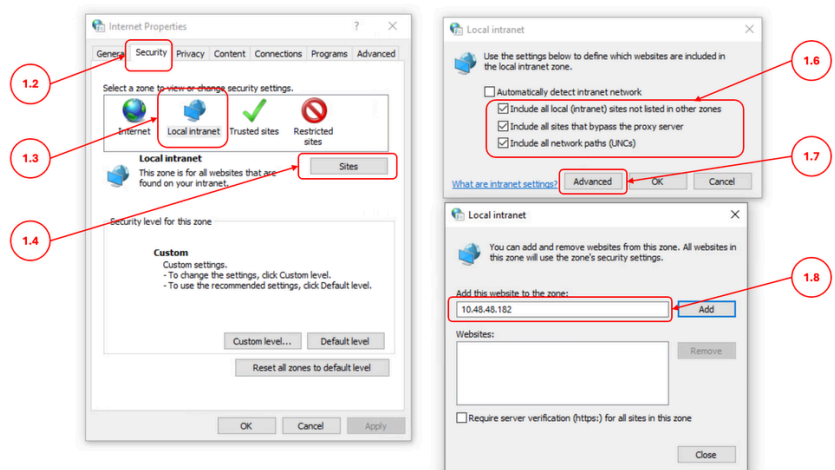 Internet Properties
General Security Privacy Content Connections Programs Advanced
Select a zone to view or change security settings.
Internet Local intranet Trusted sites Restricted
sites
Local intranet
This zone is for all websites that are
found on your intranet.
Sites
Security level for this zone
Custom
Custom settings.
- To change the settings, click Custom level.
- To use the recommended settings, click Default level.
Custom level... Default level
Reset all zones to default level
OK Cancel Apply
1.2
1.3
1.4
Local intranet
Use the settings below to define which websites are included in
the local intranet zone.
Automatically detect intranet network
Include all local (intranet) sites not listed in other zones
Include all sites that bypass the proxy server
Include all network paths (UNCs)
What are intranet settings? Advanced OK Cancel
1.6
1.7
Local intranet
You can add and remove websites from this zone. All websites in
this zone will use the zone's security settings.
Add this website to the zone:
10.48.48.182 Add
Websites:
Remove
Require server verification (https:) for all sites in this zone
Close
1.8